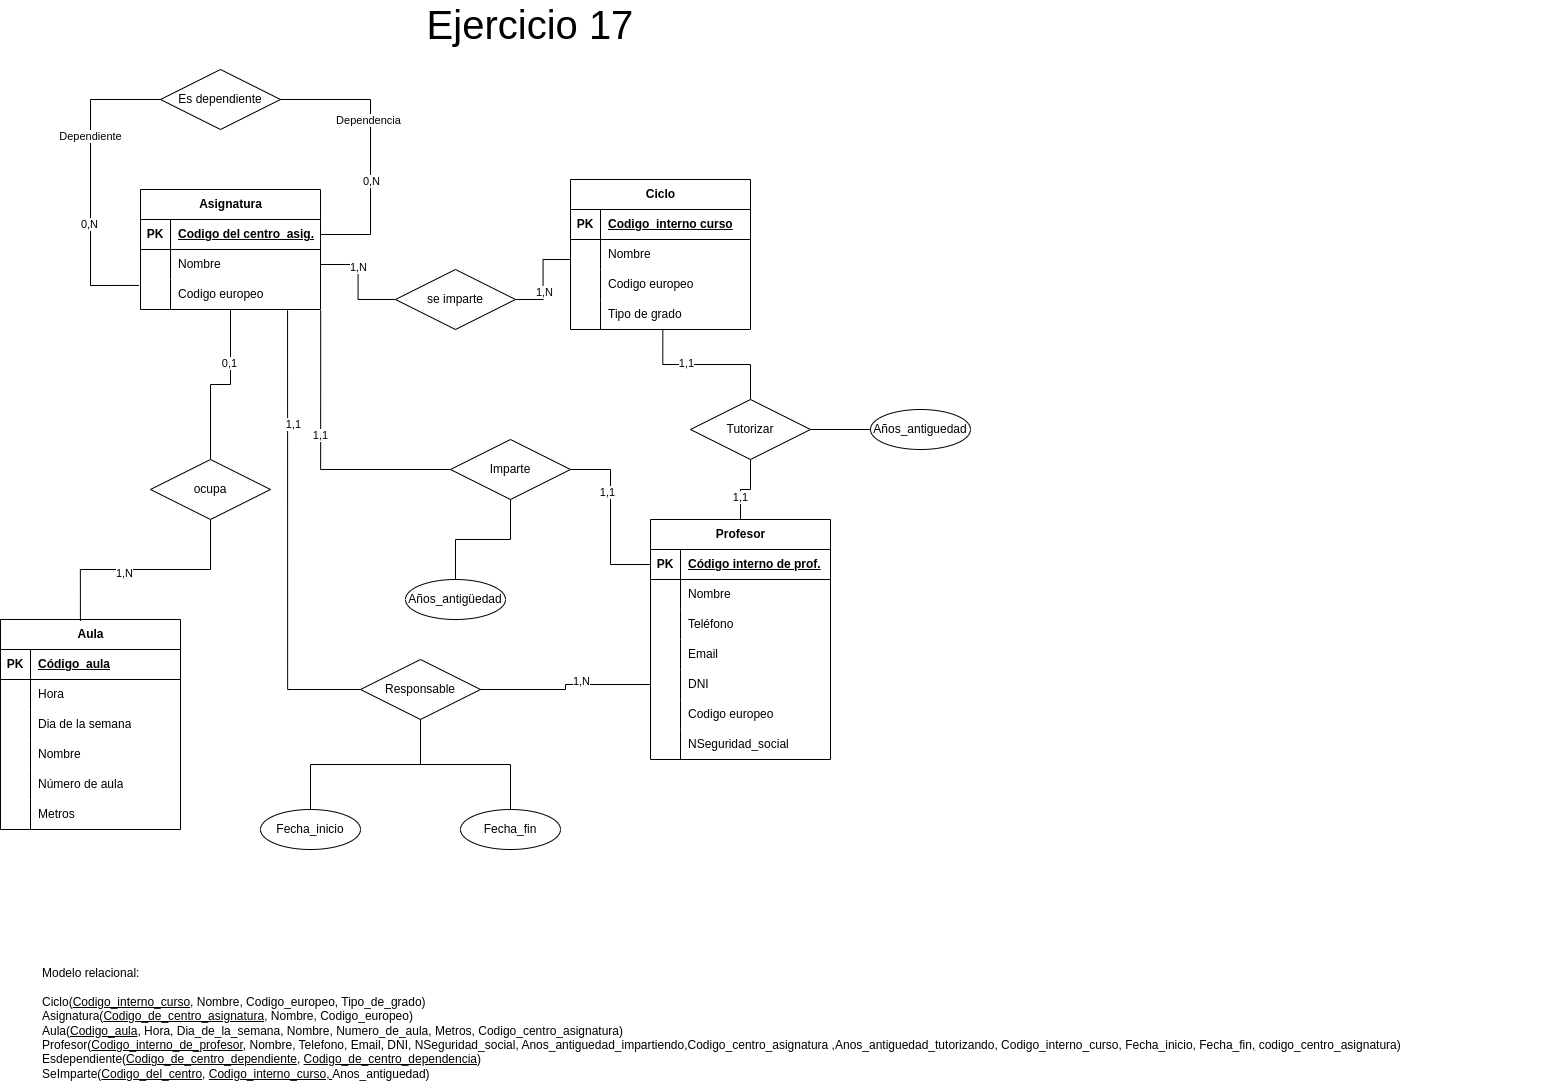 Ejercicio 17
Es dependiente
Dependiente
Dependencia
0,N
0,N
Asignatura
PK Codigo del centro_asig.
Nombre
Codigo europeo
Ciclo
PK Codigo_interno curso
Nombre
Codigo europeo
Tipo de grado
1,N
se imparte
1,N
0,1
1,1
1,1
1,1
Tutorizar
Años_antiguedad
ocupa
Imparte
1,1
1,1
1,N
Años_antigüedad
Profesor
PK Código interno de prof.
Nombre
Teléfono
Email
DNI
Codigo europeo
NSeguridad_social
Aula
PK Código_aula
Hora
Dia de la semana
Nombre
Número de aula
Metros
Responsable
1,N
Fecha_inicio
Fecha_fin
Modelo relacional:
Ciclo(Codigo_interno_curso, Nombre, Codigo_europeo, Tipo_de_grado)
Asignatura(Codigo_de_centro_asignatura, Nombre, Codigo_europeo)
Aula(Codigo_aula, Hora, Dia_de_la_semana, Nombre, Numero_de_aula, Metros, Codigo_centro_asignatura)
Profesor(Codigo_interno_de_profesor, Nombre, Telefono, Email, DNI, NSeguridad_social, Anos_antiguedad_impartiendo,Codigo_centro_asignatura ,Anos_antiguedad_tutorizando, Codigo_interno_curso, Fecha_inicio, Fecha_fin, codigo_centro_asignatura)
Esdependiente(Codigo_de_centro_dependiente, Codigo_de_centro_dependencia)
SeImparte(Codigo_del_centro, Codigo_interno_curso, Anos_antiguedad)